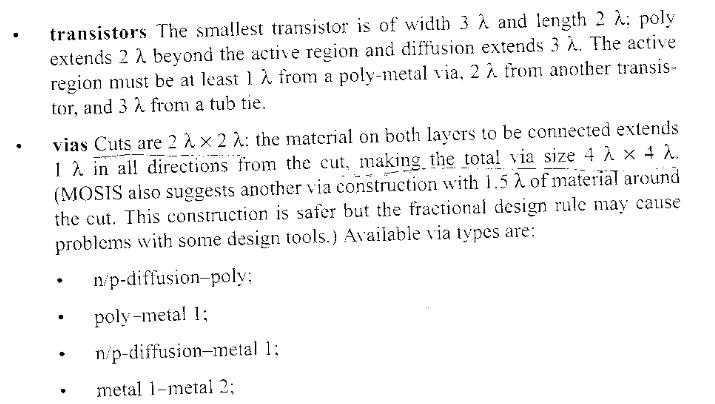 • transistors The smallest transistor is of width 3 λ and length 2 λ; poly
extends 2 λ beyond the active region and diffusion extends 3 λ. The active
region must be at least 1 λ from a poly-metal via, 2 λ from another transis-
tor, and 3 λ from a tub tie.
• vias Cuts are 2 λ × 2 λ; the material on both layers to be connected extends
1 λ in all directions from the cut, making the total via size 4 λ × 4 λ.
(MOSIS also suggests another via construction with 1.5 λ of material around
the cut. This construction is safer but the fractional design rule may cause
problems with some design tools.) Available via types are:
• n/p-diffusion–poly;
• poly–metal 1;
• n/p-diffusion–metal 1;
• metal 1–metal 2;